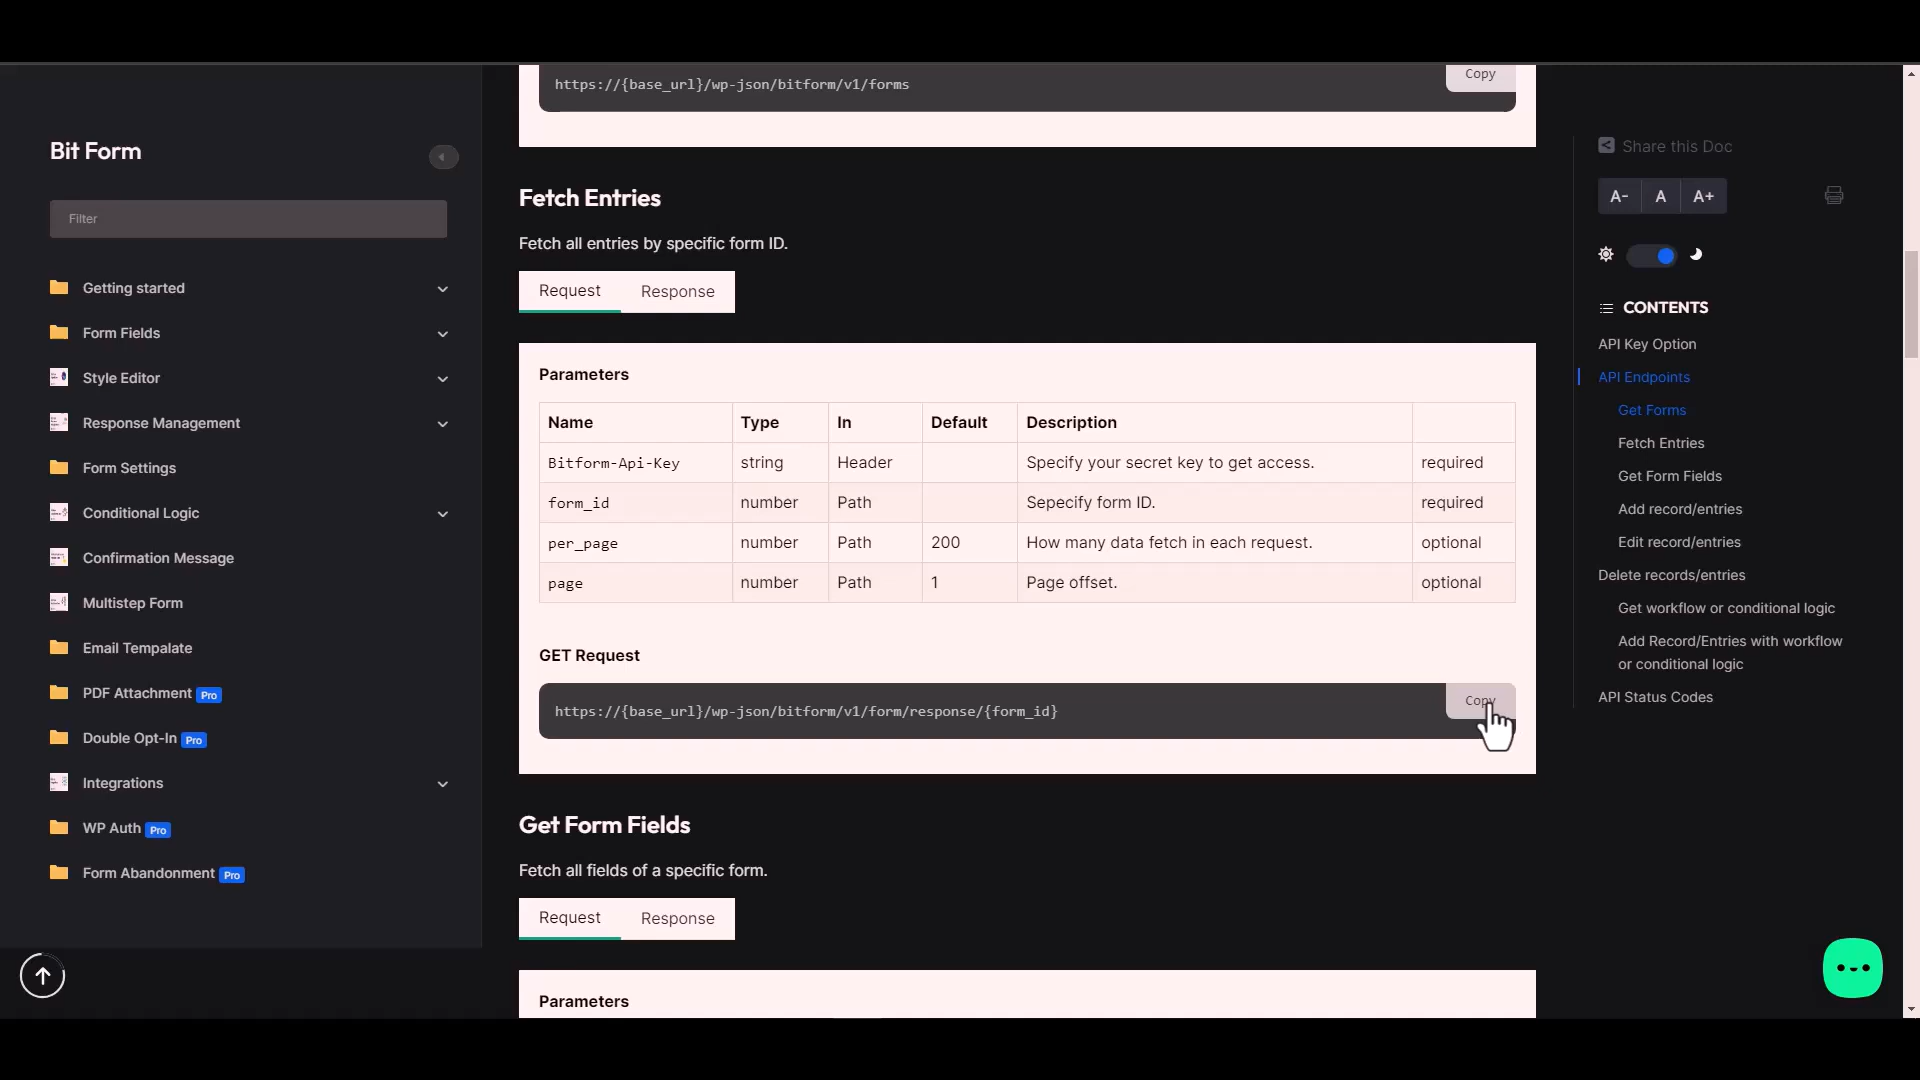 https://{base_url}/wp-json/bitform/v1/forms
Copy
Bit Form
Filter
Getting started
Form Fields
Style Editor
Response Management
Form Settings
Conditional Logic
Confirmation Message
Multistep Form
Email Tempalate
PDF Attachment Pro
Double Opt-In Pro
Integrations
WP Auth Pro
Form Abandonment Pro
Fetch Entries
Fetch all entries by specific form ID.
Request Response
Parameters
Name Type In Default Description
Bitform-Api-Key string Header Specify your secret key to get access. required
form_id number Path Sepecify form ID. required
per_page number Path 200 How many data fetch in each request. optional
page number Path 1 Page offset. optional
GET Request
https://{base_url}/wp-json/bitform/v1/form/response/{form_id}
Copy
Get Form Fields
Fetch all fields of a specific form.
Request Response
Parameters
Share this Doc
A- A A+
CONTENTS
API Key Option
API Endpoints
Get Forms
Fetch Entries
Get Form Fields
Add record/entries
Edit record/entries
Delete records/entries
Get workflow or conditional logic
Add Record/Entries with workflow
or conditional logic
API Status Codes